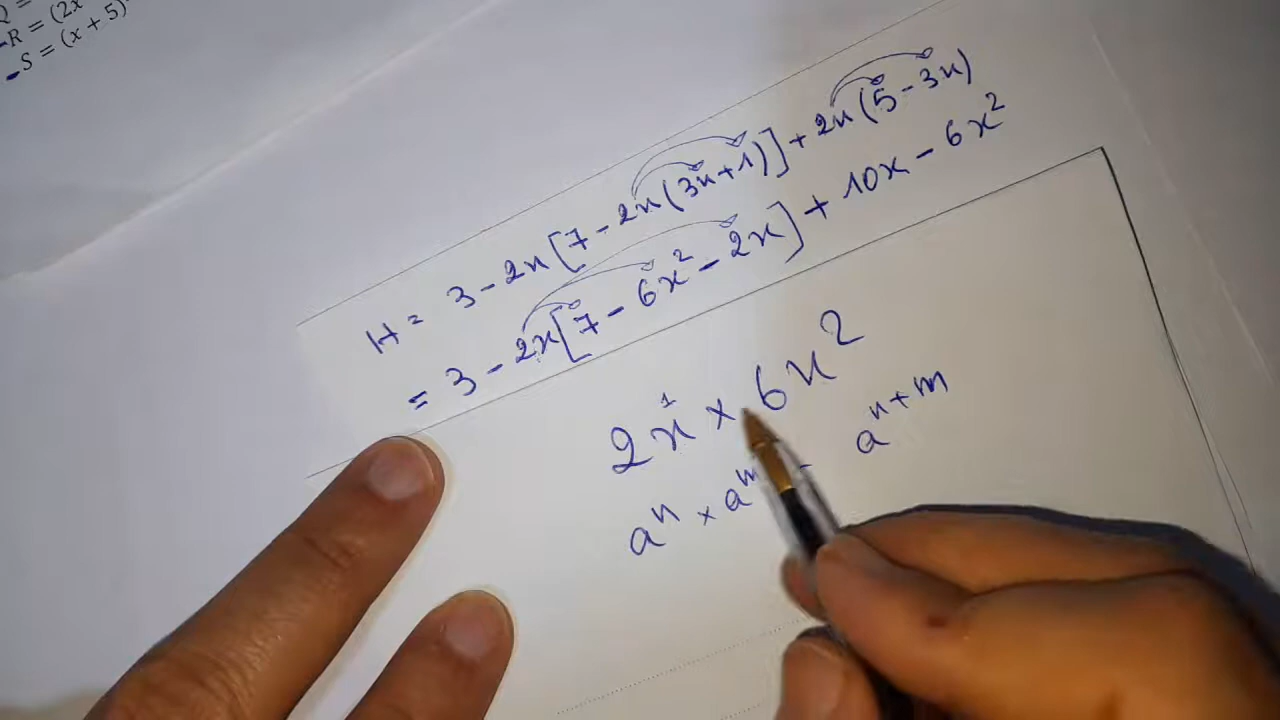 R = (2x
S = (x + 5)
H = 3 - 2x [7 - 2x (3x + 1)] + 2x (5 - 3x)
= 3 - 2x [7 - 6x² - 2x] + 10x - 6x²
2x¹ × 6x²
aⁿ × aᵐ = aⁿ⁺ᵐ